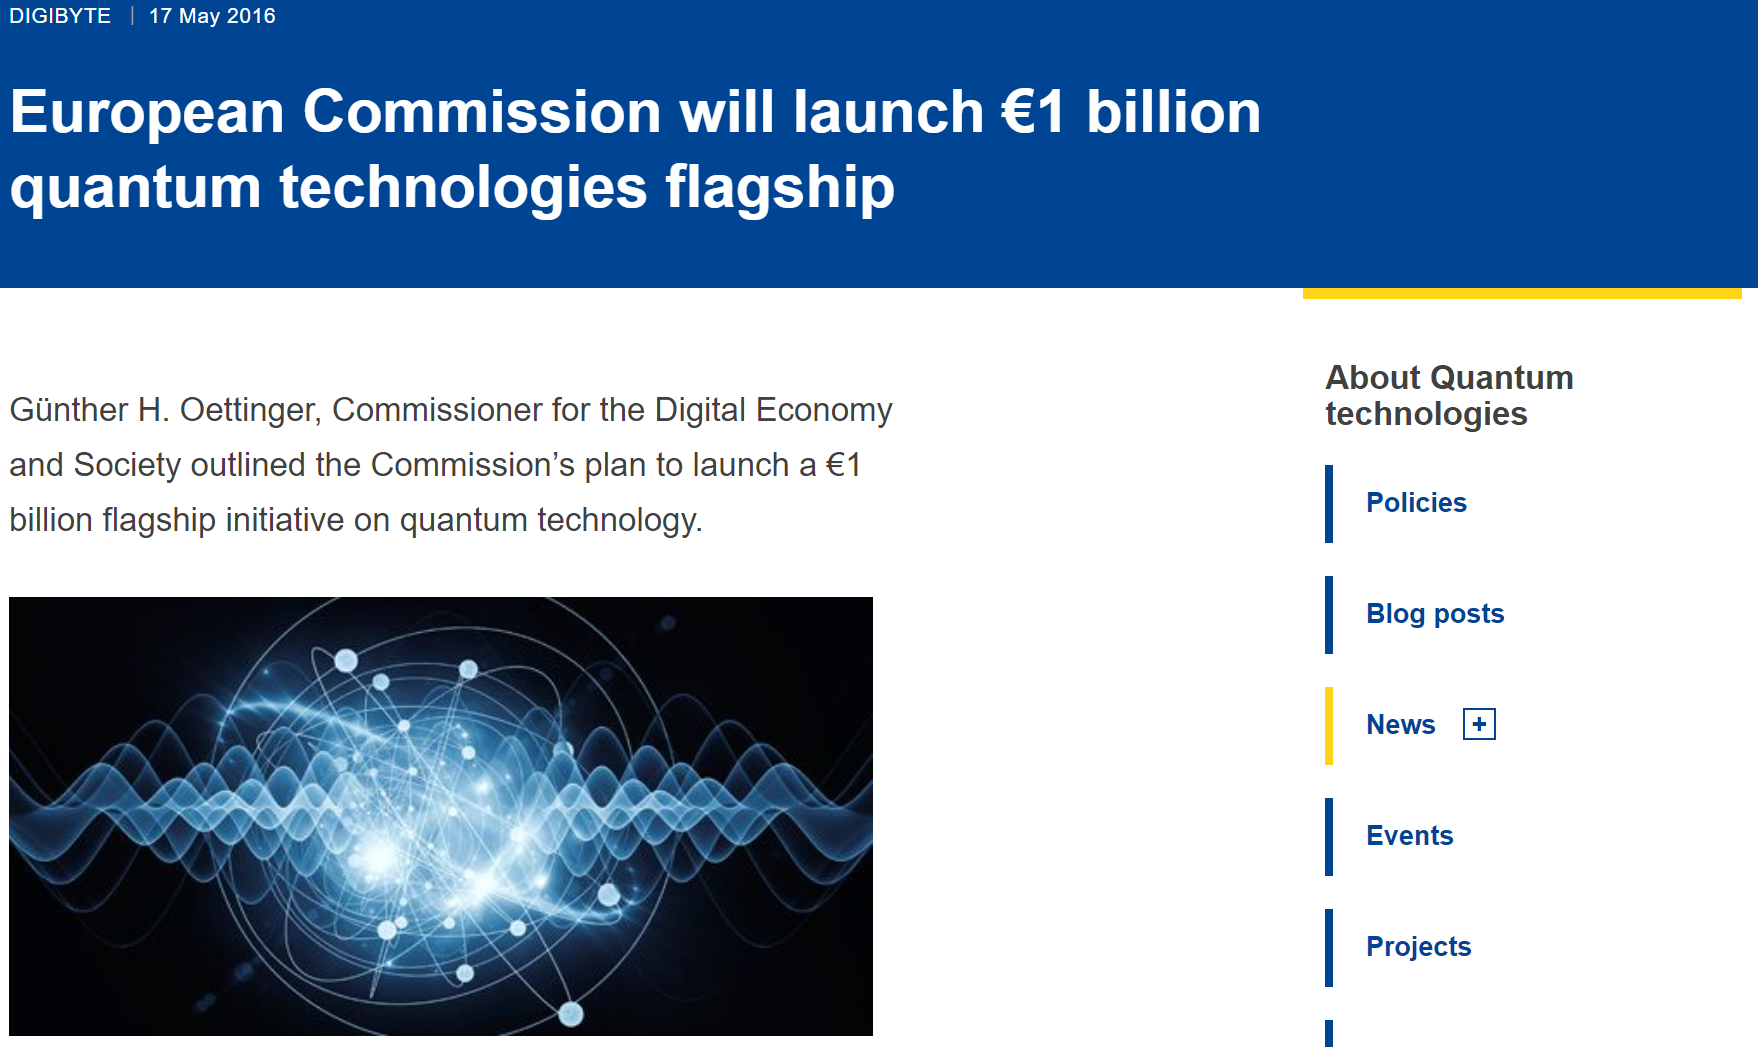 DIGIBYTE | 17 May 2016
European Commission will launch €1 billion
quantum technologies flagship
Günther H. Oettinger, Commissioner for the Digital Economy
and Society outlined the Commission’s plan to launch a €1
billion flagship initiative on quantum technology.
About Quantum
technologies
Policies
Blog posts
News +
Events
Projects